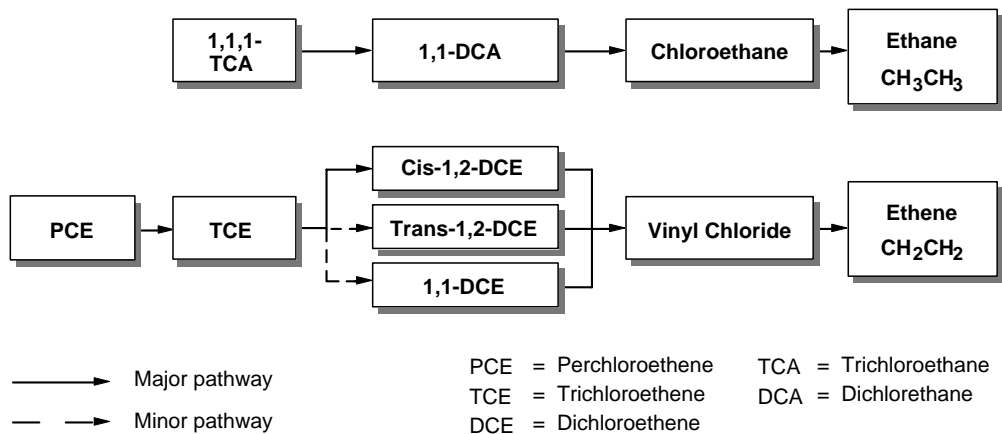 1,1,1-
TCA
1,1-DCA
Chloroethane
Ethane
CH₃CH₃
PCE
TCE
Cis-1,2-DCE
Trans-1,2-DCE
1,1-DCE
Vinyl Chloride
Ethene
CH₂CH₂
Major pathway
Minor pathway
PCE = Perchloroethene
TCE = Trichloroethene
DCE = Dichloroethene
TCA = Trichloroethane
DCA = Dichlorethane